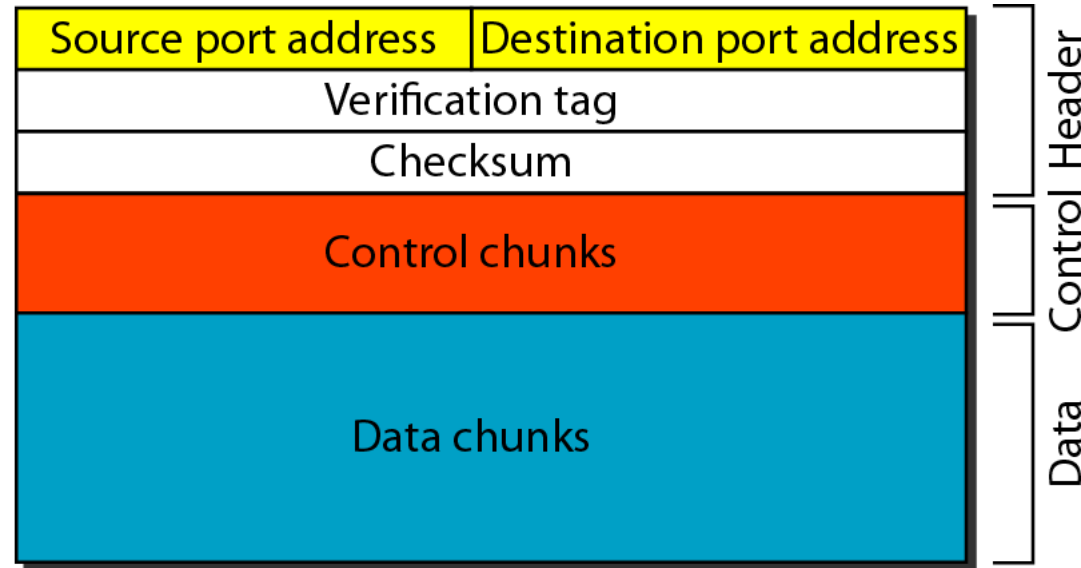 Source port address
Destination port address
Verification tag
Checksum
Control chunks
Data chunks
Header
Control
Data